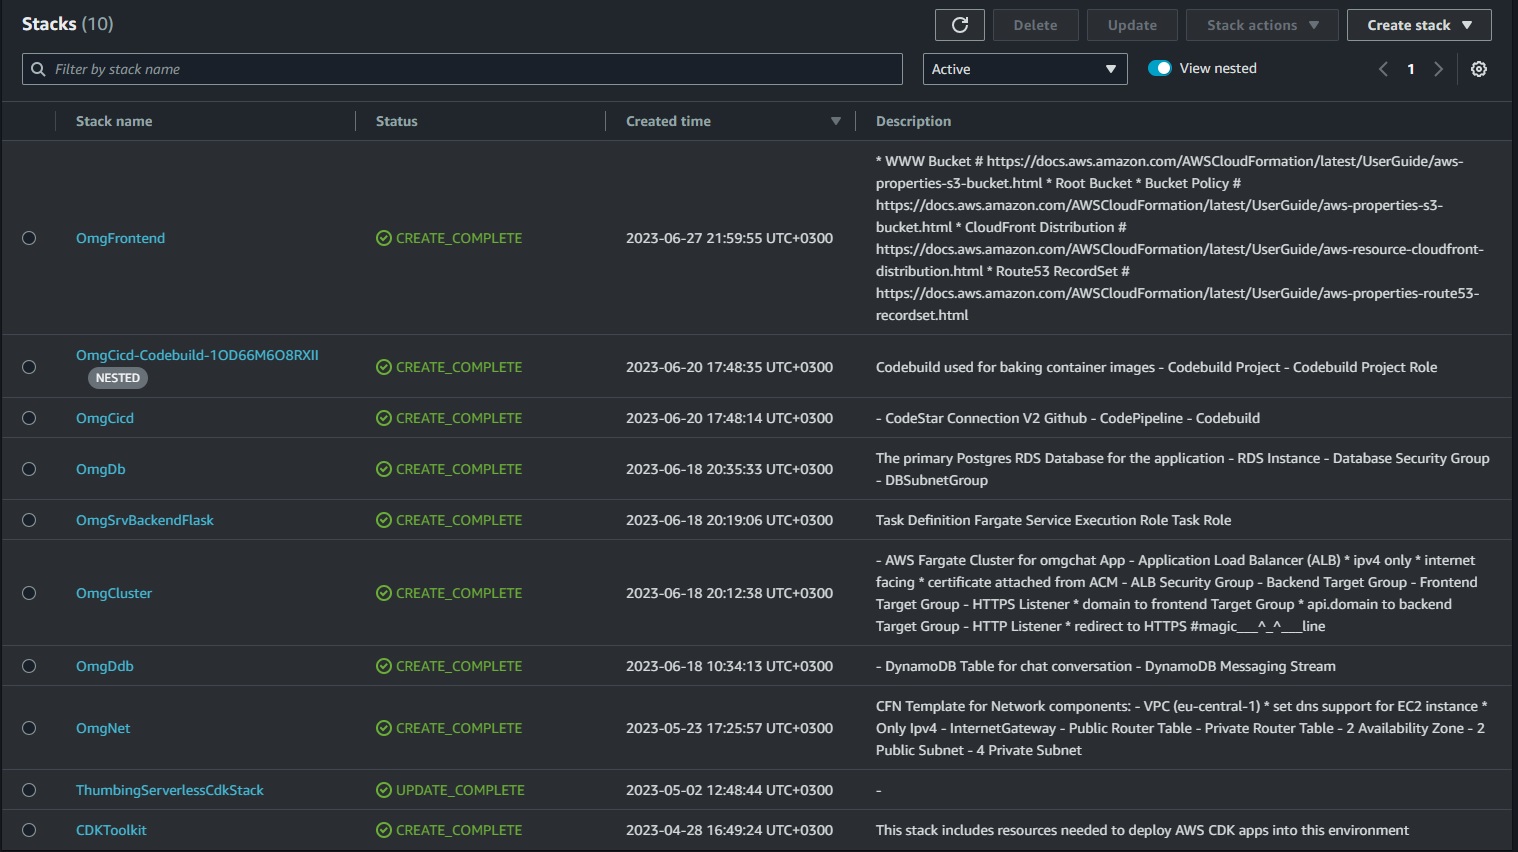 Stacks (10)
Delete
Update
Stack actions
Create stack
Filter by stack name
Active
View nested
1
Stack name
Status
Created time
Description
OmgFrontend
CREATE_COMPLETE
2023-06-27 21:59:55 UTC+0300
* WWW Bucket # https://docs.aws.amazon.com/AWSCloudFormation/latest/UserGuide/aws-
properties-s3-bucket.html * Root Bucket * Bucket Policy #
https://docs.aws.amazon.com/AWSCloudFormation/latest/UserGuide/aws-properties-s3-
bucket.html * CloudFront Distribution #
https://docs.aws.amazon.com/AWSCloudFormation/latest/UserGuide/aws-resource-cloudfront-
distribution.html * Route53 RecordSet #
https://docs.aws.amazon.com/AWSCloudFormation/latest/UserGuide/aws-properties-route53-
recordset.html
OmgCicd-Codebuild-1OD66M6O8RXII
NESTED
CREATE_COMPLETE
2023-06-20 17:48:35 UTC+0300
Codebuild used for baking container images - Codebuild Project - Codebuild Project Role
OmgCicd
CREATE_COMPLETE
2023-06-20 17:48:14 UTC+0300
- CodeStar Connection V2 Github - CodePipeline - Codebuild
OmgDb
CREATE_COMPLETE
2023-06-18 20:35:33 UTC+0300
The primary Postgres RDS Database for the application - RDS Instance - Database Security Group
- DBSubnetGroup
OmgSrvBackendFlask
CREATE_COMPLETE
2023-06-18 20:19:06 UTC+0300
Task Definition Fargate Service Execution Role Task Role
OmgCluster
CREATE_COMPLETE
2023-06-18 20:12:38 UTC+0300
- AWS Fargate Cluster for omgchat App - Application Load Balancer (ALB) * ipv4 only * internet
facing * certificate attached from ACM - ALB Security Group - Backend Target Group - Frontend
Target Group - HTTPS Listener * domain to frontend Target Group * api.domain to backend
Target Group - HTTP Listener * redirect to HTTPS #magic___^_^___line
OmgDdb
CREATE_COMPLETE
2023-06-18 10:34:13 UTC+0300
- DynamoDB Table for chat conversation - DynamoDB Messaging Stream
OmgNet
CREATE_COMPLETE
2023-05-23 17:25:57 UTC+0300
CFN Template for Network components: - VPC (eu-central-1) * set dns support for EC2 instance *
Only Ipv4 - InternetGateway - Public Router Table - Private Router Table - 2 Availability Zone - 2
Public Subnet - 4 Private Subnet
ThumbingServerlessCdkStack
UPDATE_COMPLETE
2023-05-02 12:48:44 UTC+0300
-
CDKToolkit
CREATE_COMPLETE
2023-04-28 16:49:24 UTC+0300
This stack includes resources needed to deploy AWS CDK apps into this environment